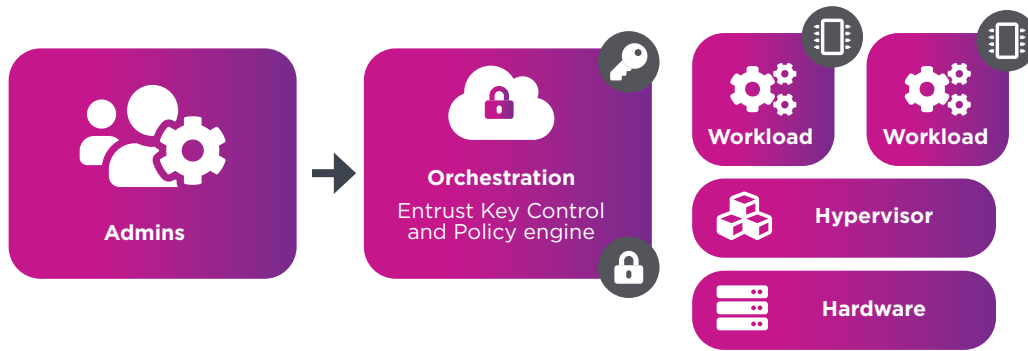 Admins
Orchestration
Entrust Key Control
and Policy engine
Workload
Workload
Hypervisor
Hardware